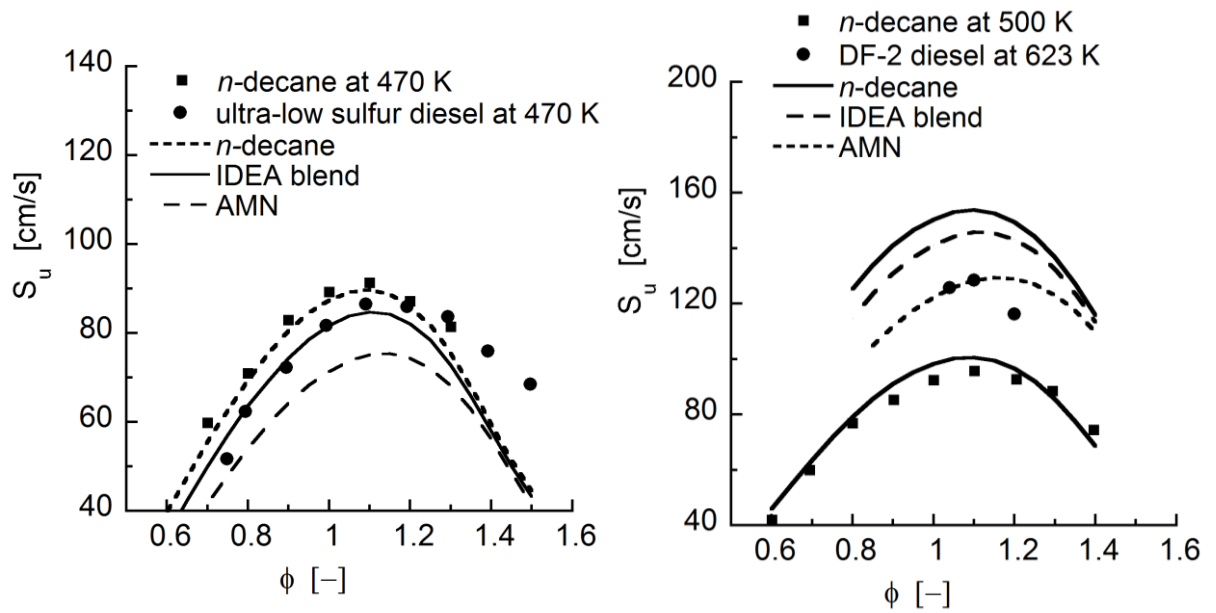 n-decane at 470 K
ultra-low sulfur diesel at 470 K
n-decane
IDEA blend
AMN
S_u [cm/s]
140
120
100
80
60
40
0.6 0.8 1 1.2 1.4 1.6
ϕ [–]
n-decane at 500 K
DF-2 diesel at 623 K
n-decane
IDEA blend
AMN
S_u [cm/s]
200
160
120
80
40
0.6 0.8 1 1.2 1.4 1.6
ϕ [–]